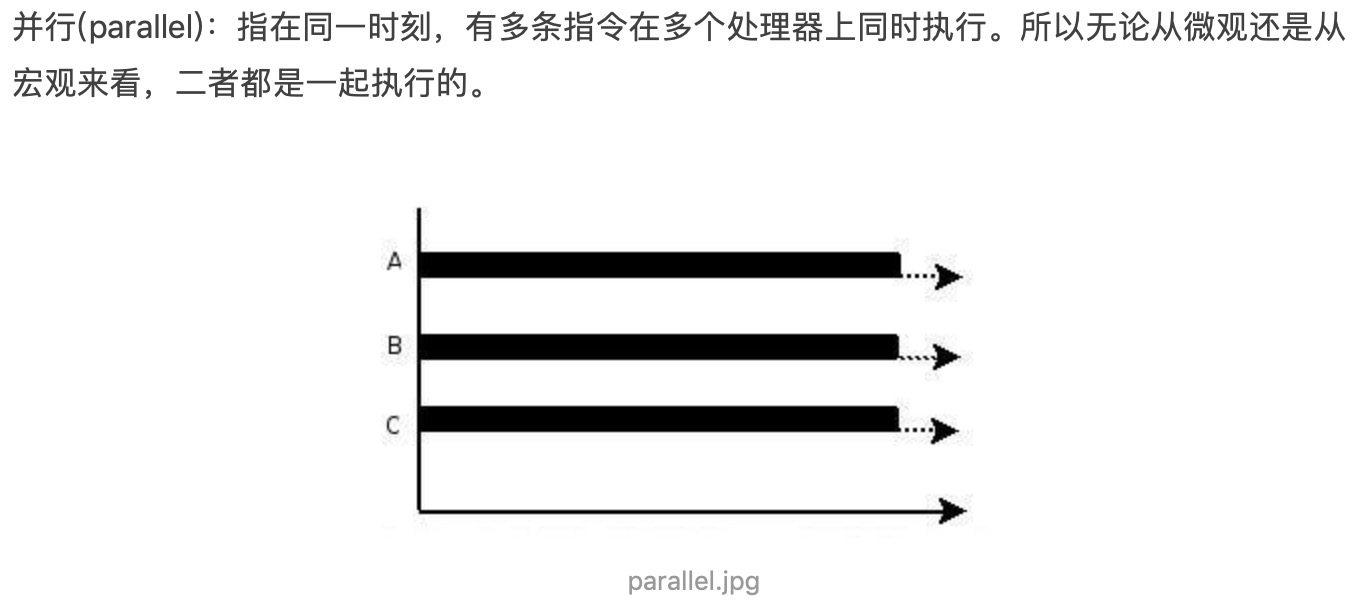 并行(parallel)：指在同一时刻，有多条指令在多个处理器上同时执行。所以无论从微观还是从
宏观来看，二者都是一起执行的。
A
B
C
parallel.jpg